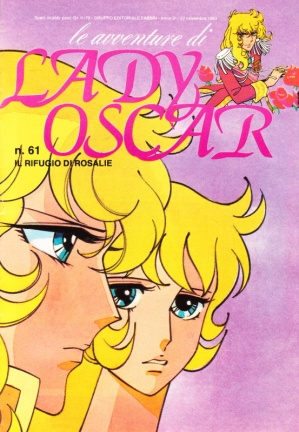 le avventure di
LADY
OSCAR
n. 61
IL RIFUGIO DI ROSALIE